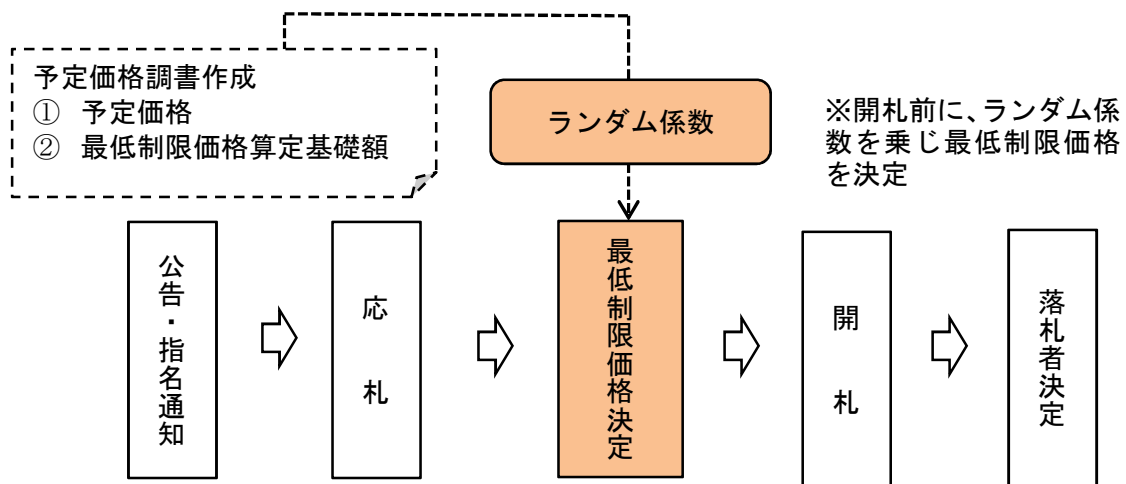 予定価格調書作成
① 予定価格
② 最低制限価格算定基礎額
ランダム係数
※開札前に、ランダム係
数を乗じ最低制限価格
を決定
公告・指名通知
応札
最低制限価格決定
開札
落札者決定